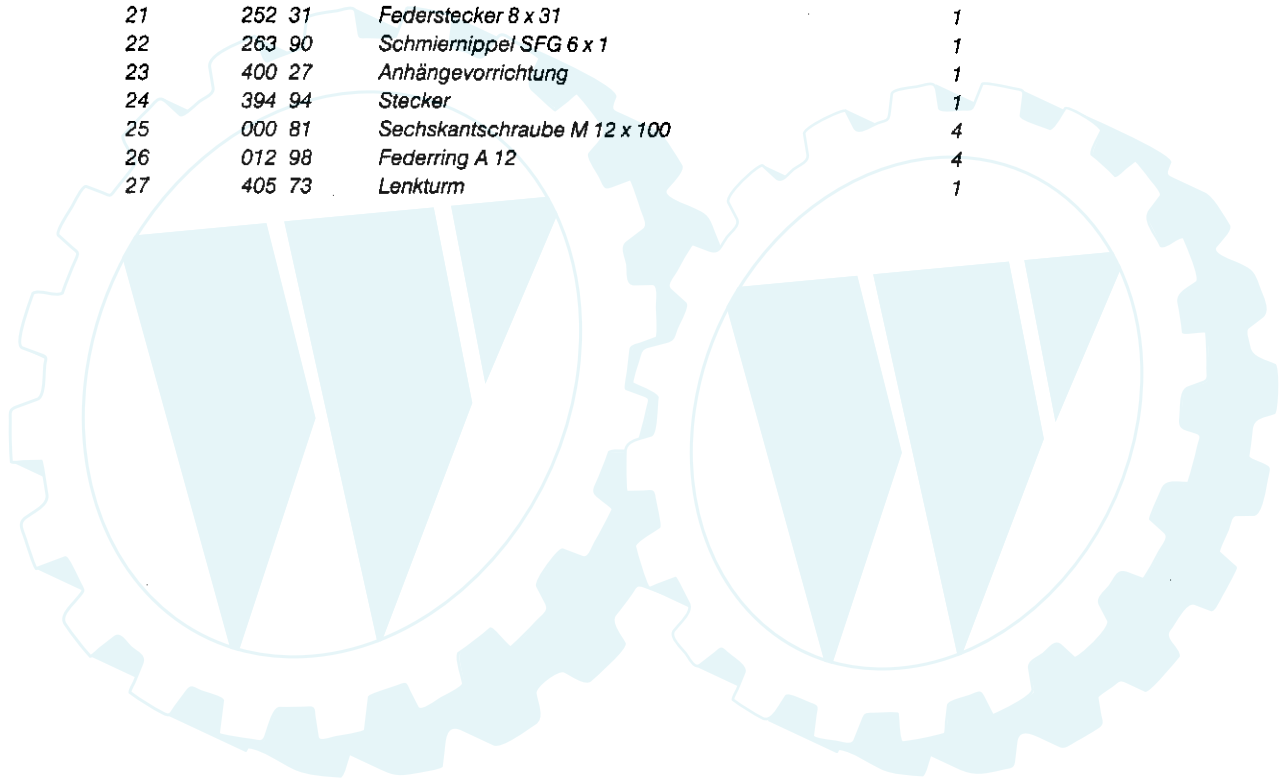 21 252 31 Federstecker 8 x 31 1
22 263 90 Schmiernippel SFG 6 x 1 1
23 400 27 Anhängevorrichtung 1
24 394 94 Stecker 1
25 000 81 Sechskantschraube M 12 x 100 4
26 012 98 Federring A 12 4
27 405 73 Lenkturm 1